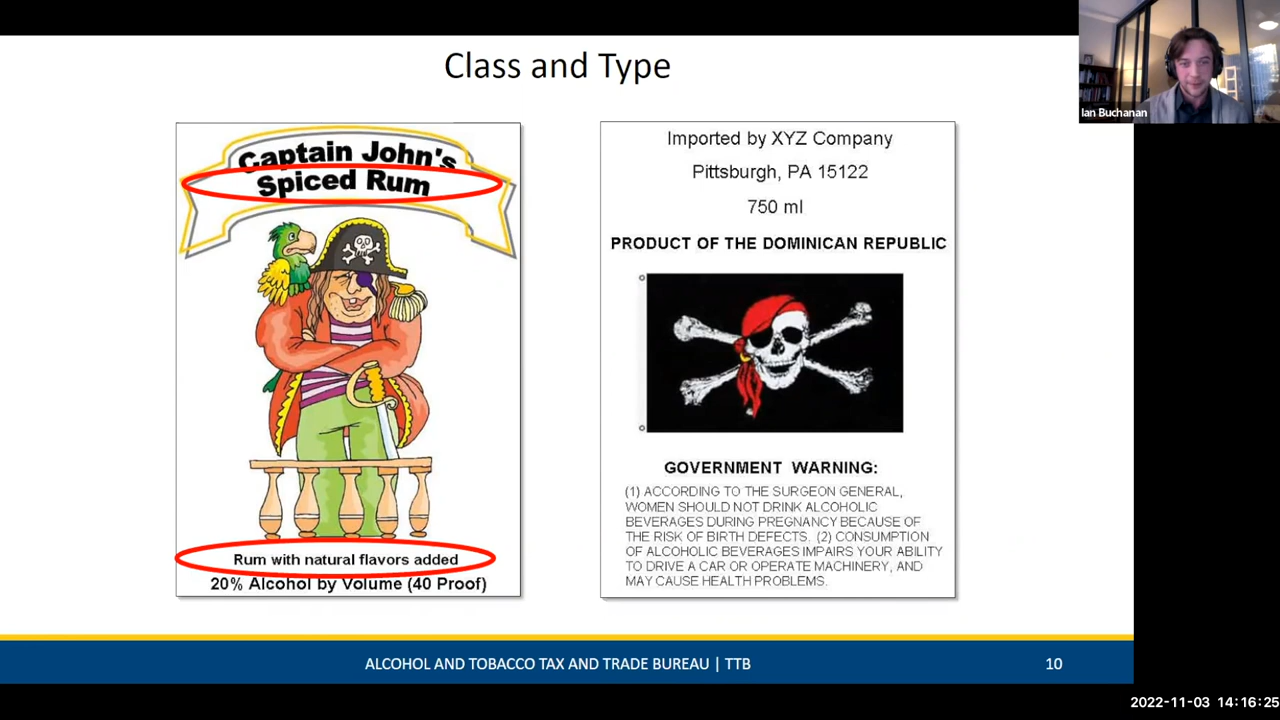 Class and Type
Ian Buchanan
Captain John's
Spiced Rum
Rum with natural flavors added
20% Alcohol by Volume (40 Proof)
Imported by XYZ Company
Pittsburgh, PA 15122
750 ml
PRODUCT OF THE DOMINICAN REPUBLIC
GOVERNMENT WARNING:
(1) ACCORDING TO THE SURGEON GENERAL,
WOMEN SHOULD NOT DRINK ALCOHOLIC
BEVERAGES DURING PREGNANCY BECAUSE OF
THE RISK OF BIRTH DEFECTS. (2) CONSUMPTION
OF ALCOHOLIC BEVERAGES IMPAIRS YOUR ABILITY
TO DRIVE A CAR OR OPERATE MACHINERY, AND
MAY CAUSE HEALTH PROBLEMS.
ALCOHOL AND TOBACCO TAX AND TRADE BUREAU | TTB
10
2022-11-03 14:16:25